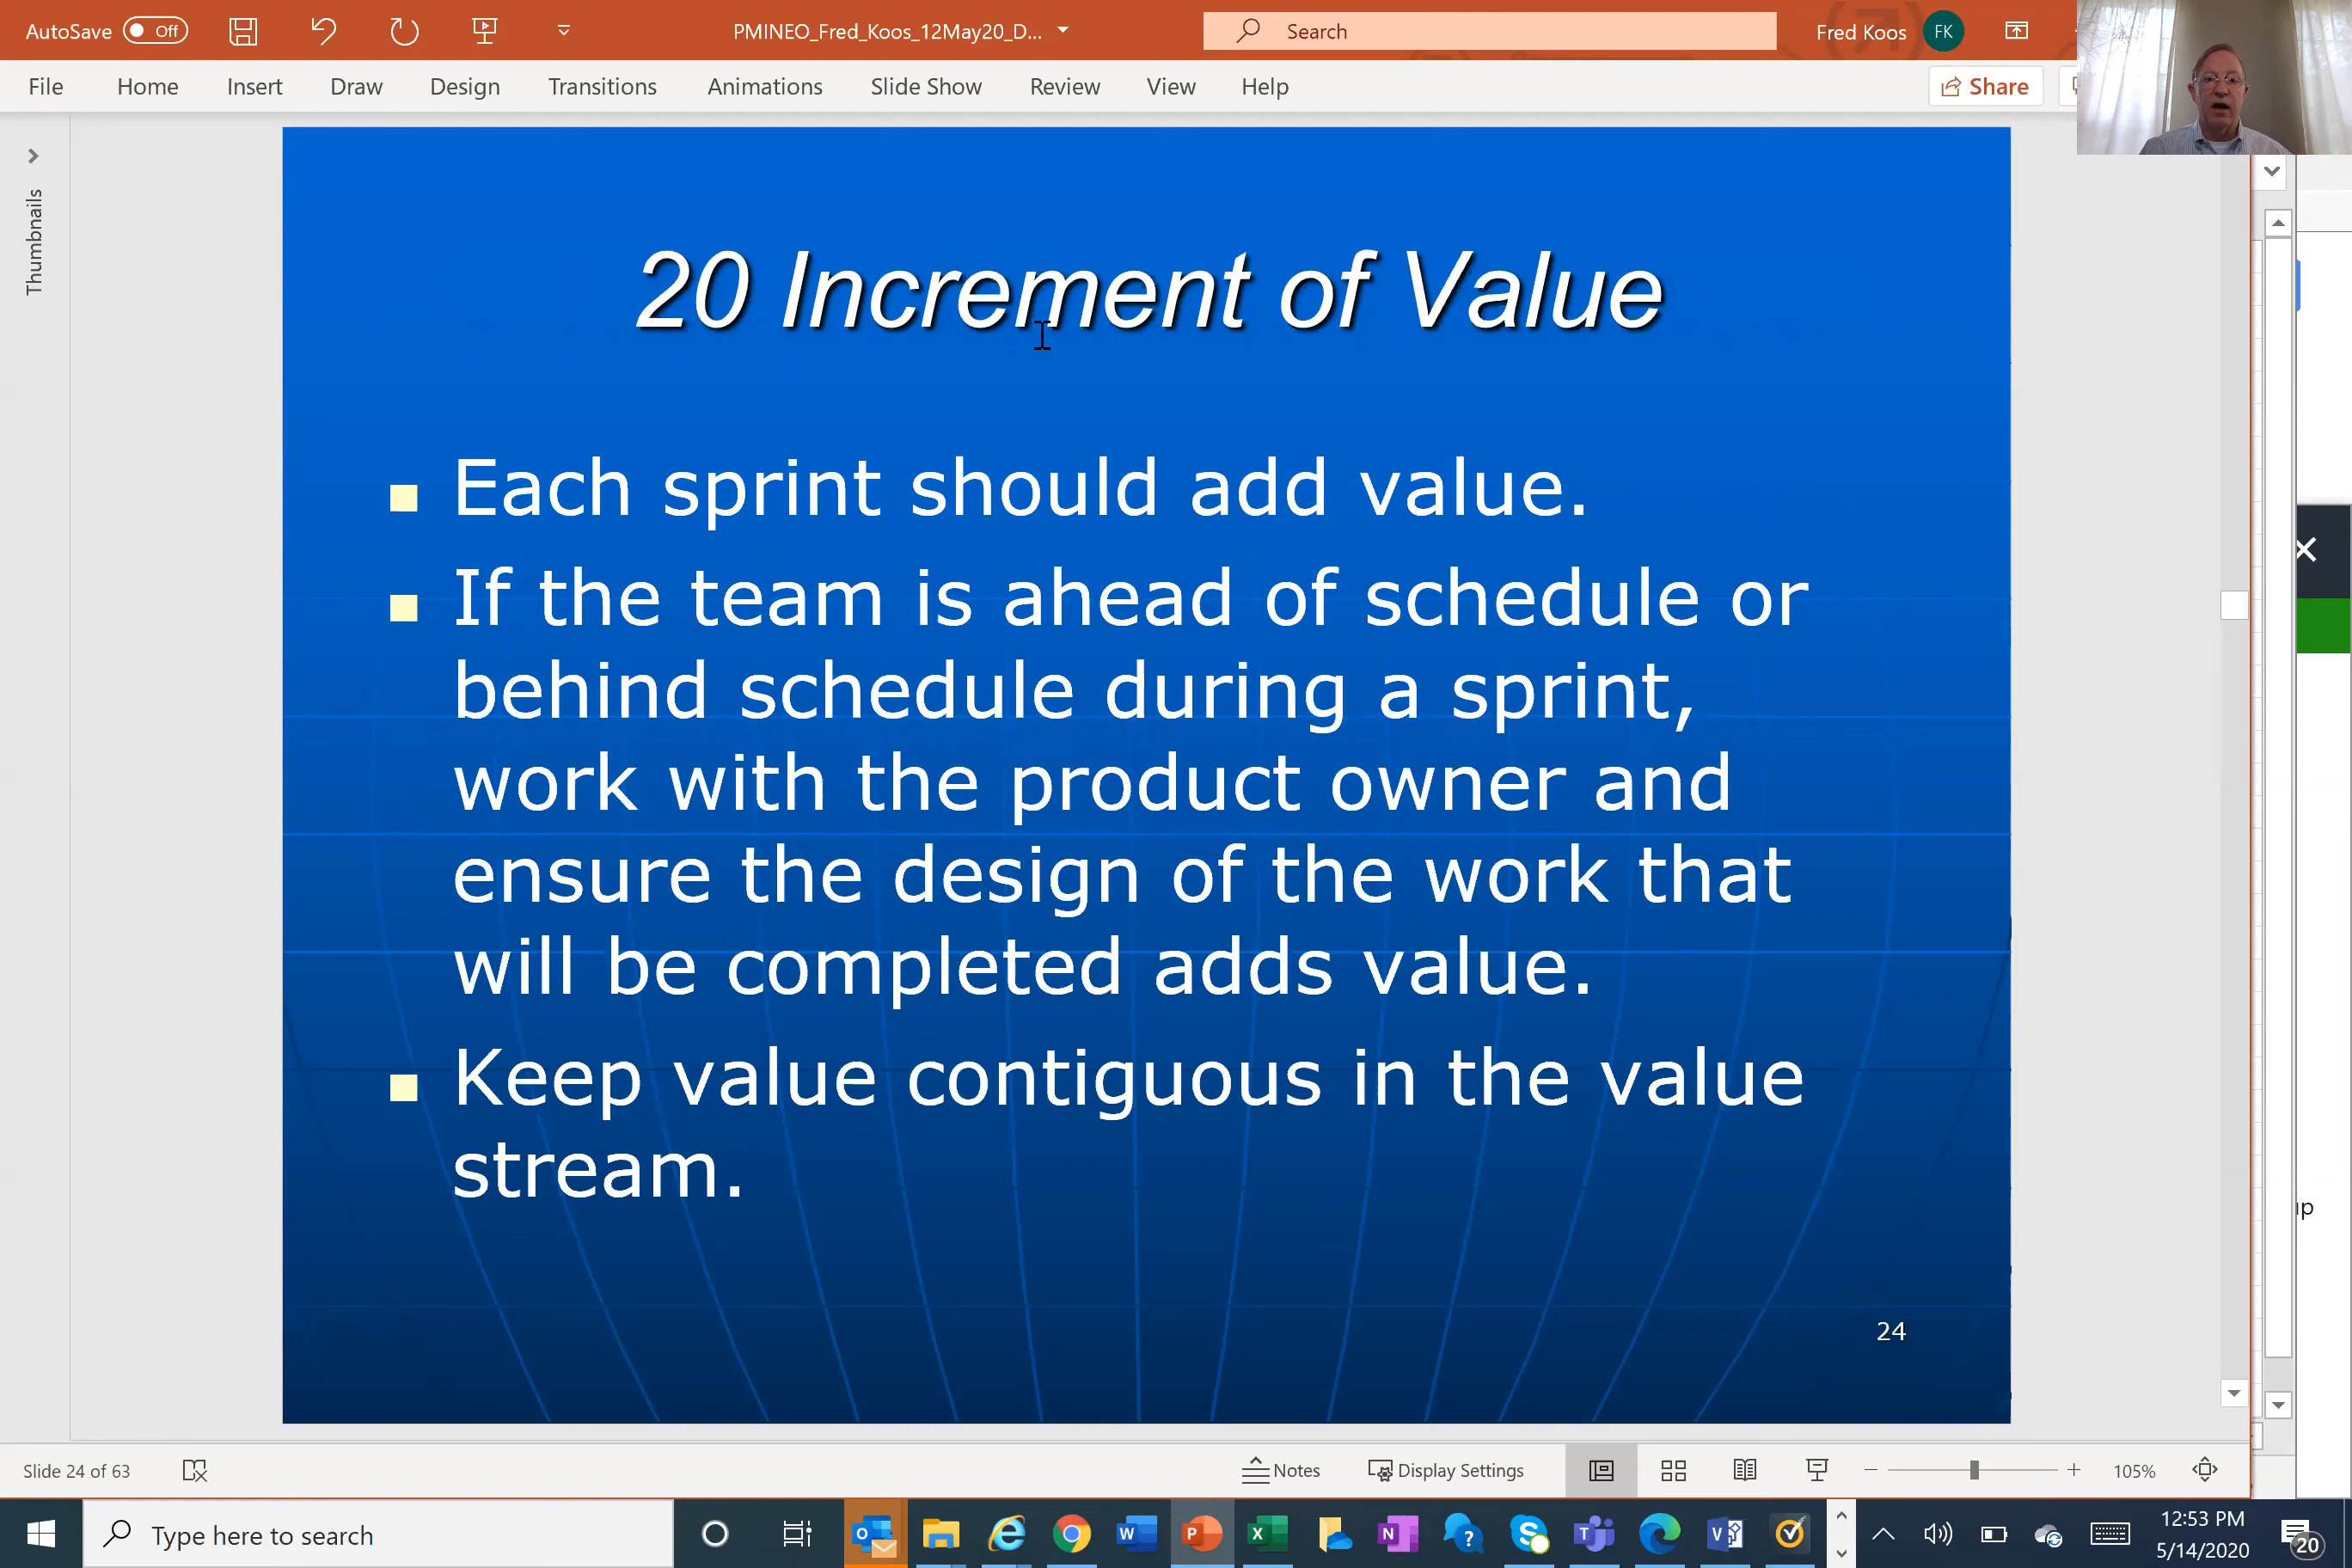 AutoSave Off PMINEO_Fred_Koos_12May20_D... Search Fred Koos FK
File Home Insert Draw Design Transitions Animations Slide Show Review View Help Share
Thumbnails
20 Increment of Value
Each sprint should add value.
If the team is ahead of schedule or
behind schedule during a sprint,
work with the product owner and
ensure the design of the work that
will be completed adds value.
Keep value contiguous in the value
stream.
24
Slide 24 of 63 Notes Display Settings 105%
Type here to search
12:53 PM
5/14/2020
20